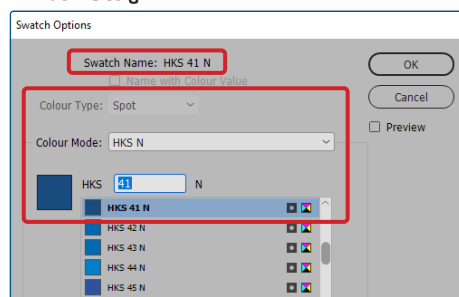 Swatch Options
Swatch Name: HKS 41 N
OK
Name with Colour Value
Cancel
Colour Type: Spot
Preview
Colour Mode: HKS N
HKS 41 N
HKS 41 N
HKS 42 N
HKS 43 N
HKS 44 N
HKS 45 N